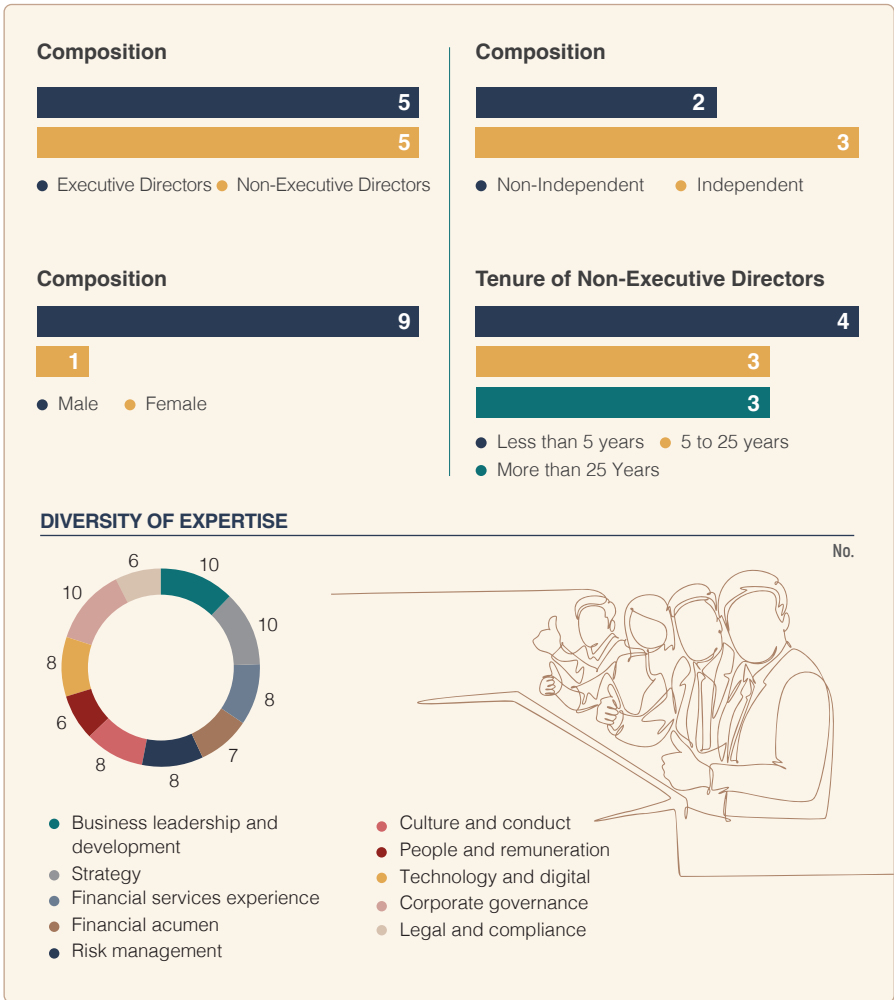 Composition
5
5
Executive Directors Non-Executive Directors
Composition
2
3
Non-Independent Independent
Composition
9
1
Male Female
Tenure of Non-Executive Directors
4
3
3
Less than 5 years 5 to 25 years
More than 25 Years
DIVERSITY OF EXPERTISE
No.
10
10
8
7
8
8
6
8
10
6
Business leadership and
development
Strategy
Financial services experience
Financial acumen
Risk management
Culture and conduct
People and remuneration
Technology and digital
Corporate governance
Legal and compliance